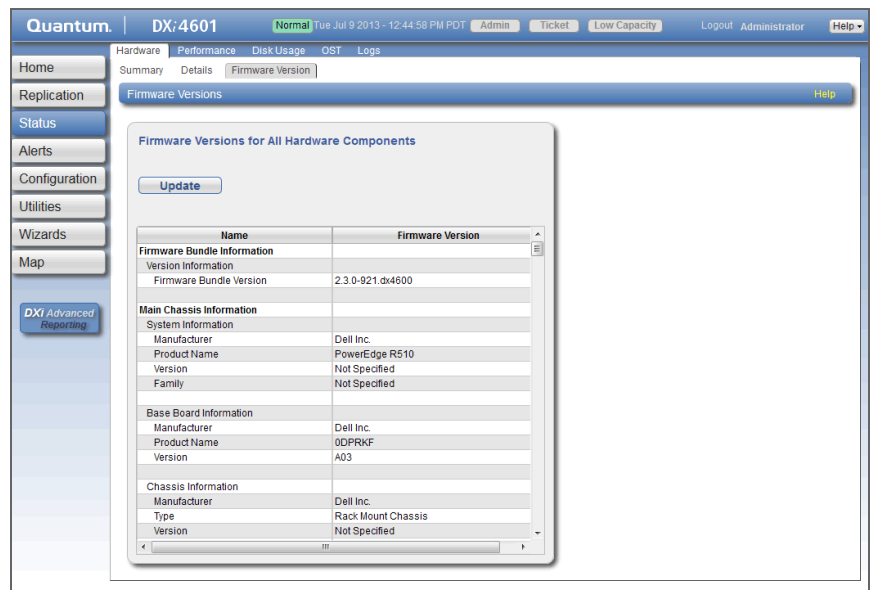 Quantum. DXi4601 Normal Tue Jul 9 2013 - 12:44:58 PM PDT Admin Ticket Low Capacity Logout Administrator Help
Hardware Performance Disk Usage OST Logs
Summary Details Firmware Version
Home
Replication
Status
Alerts
Configuration
Utilities
Wizards
Map
DXi Advanced
Reporting
Firmware Versions Help
Firmware Versions for All Hardware Components
Update
Name Firmware Version
Firmware Bundle Information
Version Information
Firmware Bundle Version 2.3.0-921.dx4600
Main Chassis Information
System Information
Manufacturer Dell Inc.
Product Name PowerEdge R510
Version Not Specified
Family Not Specified
Base Board Information
Manufacturer Dell Inc.
Product Name 0DPRKF
Version A03
Chassis Information
Manufacturer Dell Inc.
Type Rack Mount Chassis
Version Not Specified